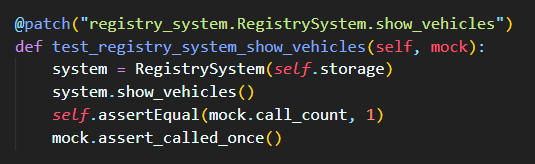 @patch("registry_system.RegistrySystem.show_vehicles")
def test_registry_system_show_vehicles(self, mock):
    system = RegistrySystem(self.storage)
    system.show_vehicles()
    self.assertEqual(mock.call_count, 1)
    mock.assert_called_once()